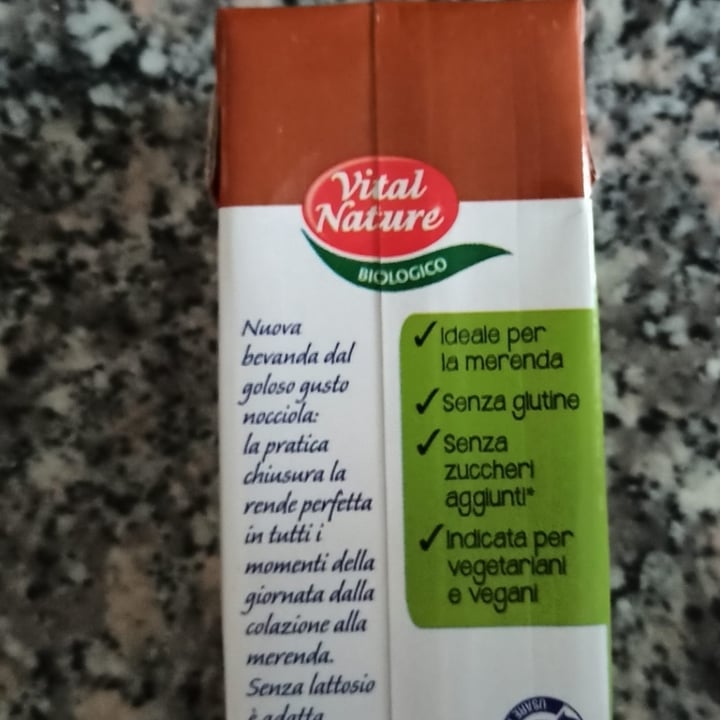 Vital
Nature
BIOLOGICO
Nuova
bevanda dal
goloso gusto
nocciola:
la pratica
chiusura la
rende perfetta
in tutti i
momenti della
giornata dalla
colazione alla
merenda.
Senza lattosio
è adatta
✓ Ideale per
la merenda
✓ Senza glutine
✓ Senza
zuccheri
aggiunti*
✓ Indicata per
vegetariani
e vegani
USARE